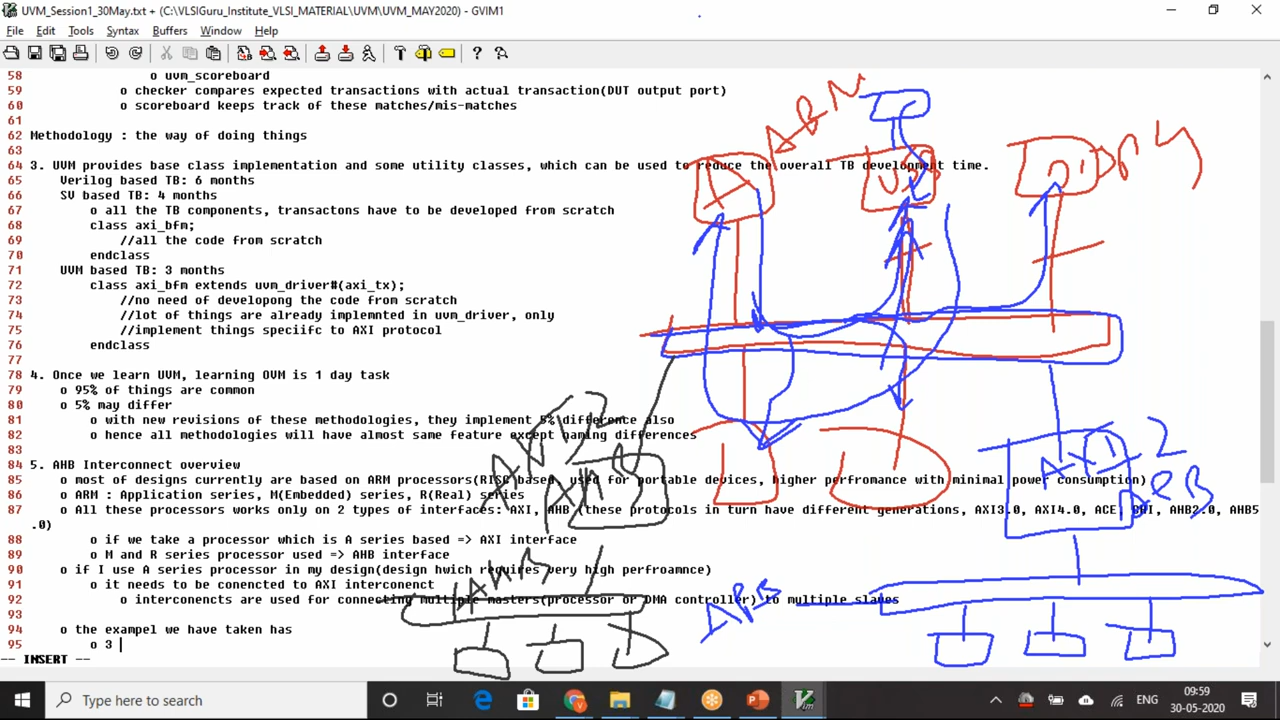 UVM_Session1_30May.txt + (C:\VLSIGuru_Institute_VLSI_MATERIAL\UVM\UVM_MAY2020) - GVIM1
File Edit Tools Syntax Buffers Window Help
58 o uvm_scoreboard
59 o checker compares expected transactions with actual transaction(DUT output port)
60 o scoreboard keeps track of these matches/mis-matches
61
62 Methodology : the way of doing things
63
64 3. UVM provides base class implementation and some utility classes, which can be used to reduce the overall TB development time.
65 Verilog based TB: 6 months
66 SV based TB: 4 months
67 o all the TB components, transactons have to be developed from scratch
68 class axi_bfm;
69 //all the code from scratch
70 endclass
71 UVM based TB: 3 months
72 class axi_bfm extends uvm_driver#(axi_tx);
73 //no need of developong the code from scratch
74 //lot of things are already implemnted in uvm_driver, only
75 //implement things speciifc to AXI protocol
76 endclass
77
78 4. Once we learn UVM, learning OVM is 1 day task
79 o 95% of things are common
80 o 5% may differ
81 o with new revisions of these methodologies, they implement 5% difference also
82 o hence all methodologies will have almost same feature except naming differences
83
84 5. AHB Interconnect overview
85 o most of designs currently are based on ARM processors(RISC based, used for portable devices, higher perfromance with minimal power consumption)
86 o ARM : Application series, M(Embedded) series, R(Real) series
87 o All these processors works only on 2 types of interfaces: AXI, AHB (these protocols in turn have different generations, AXI3.0, AXI4.0, ACE, AHB2.0, AHB5
.0)
88 o if we take a processor which is A series based => AXI interface
89 o M and R series processor used => AHB interface
90 o if I use A series processor in my design(design hwich requires very high perfroamnce)
91 o it needs to be conencted to AXI interconenct
92 o interconencts are used for connecting multiple masters(processor or DMA controller) to multiple slaves
93
94 o the exampel we have taken has
95 o 3
-- INSERT --
ARM
A
AXI2
AHB
AHB
AXI2
APB
APB
Type here to search
ENG
09:59
30-05-2020